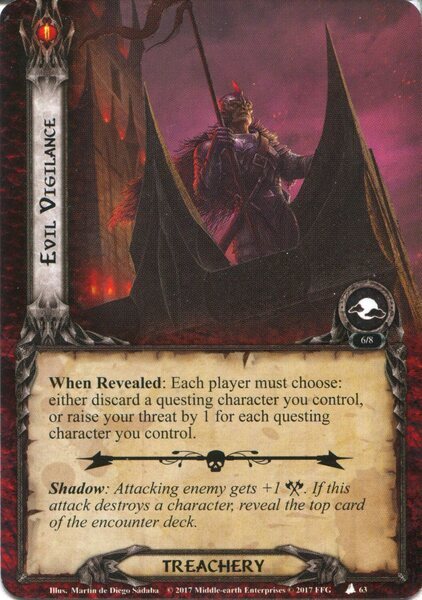 EVIL VIGILANCE
6/8
When Revealed: Each player must choose:
either discard a questing character you control,
or raise your threat by 1 for each questing
character you control.
Shadow: Attacking enemy gets +1 . If this
attack destroys a character, reveal the top card
of the encounter deck.
TREACHERY
Illus. Martín de Diego Sádaba © 2017 Middle-earth Enterprises © 2017 FFG 63